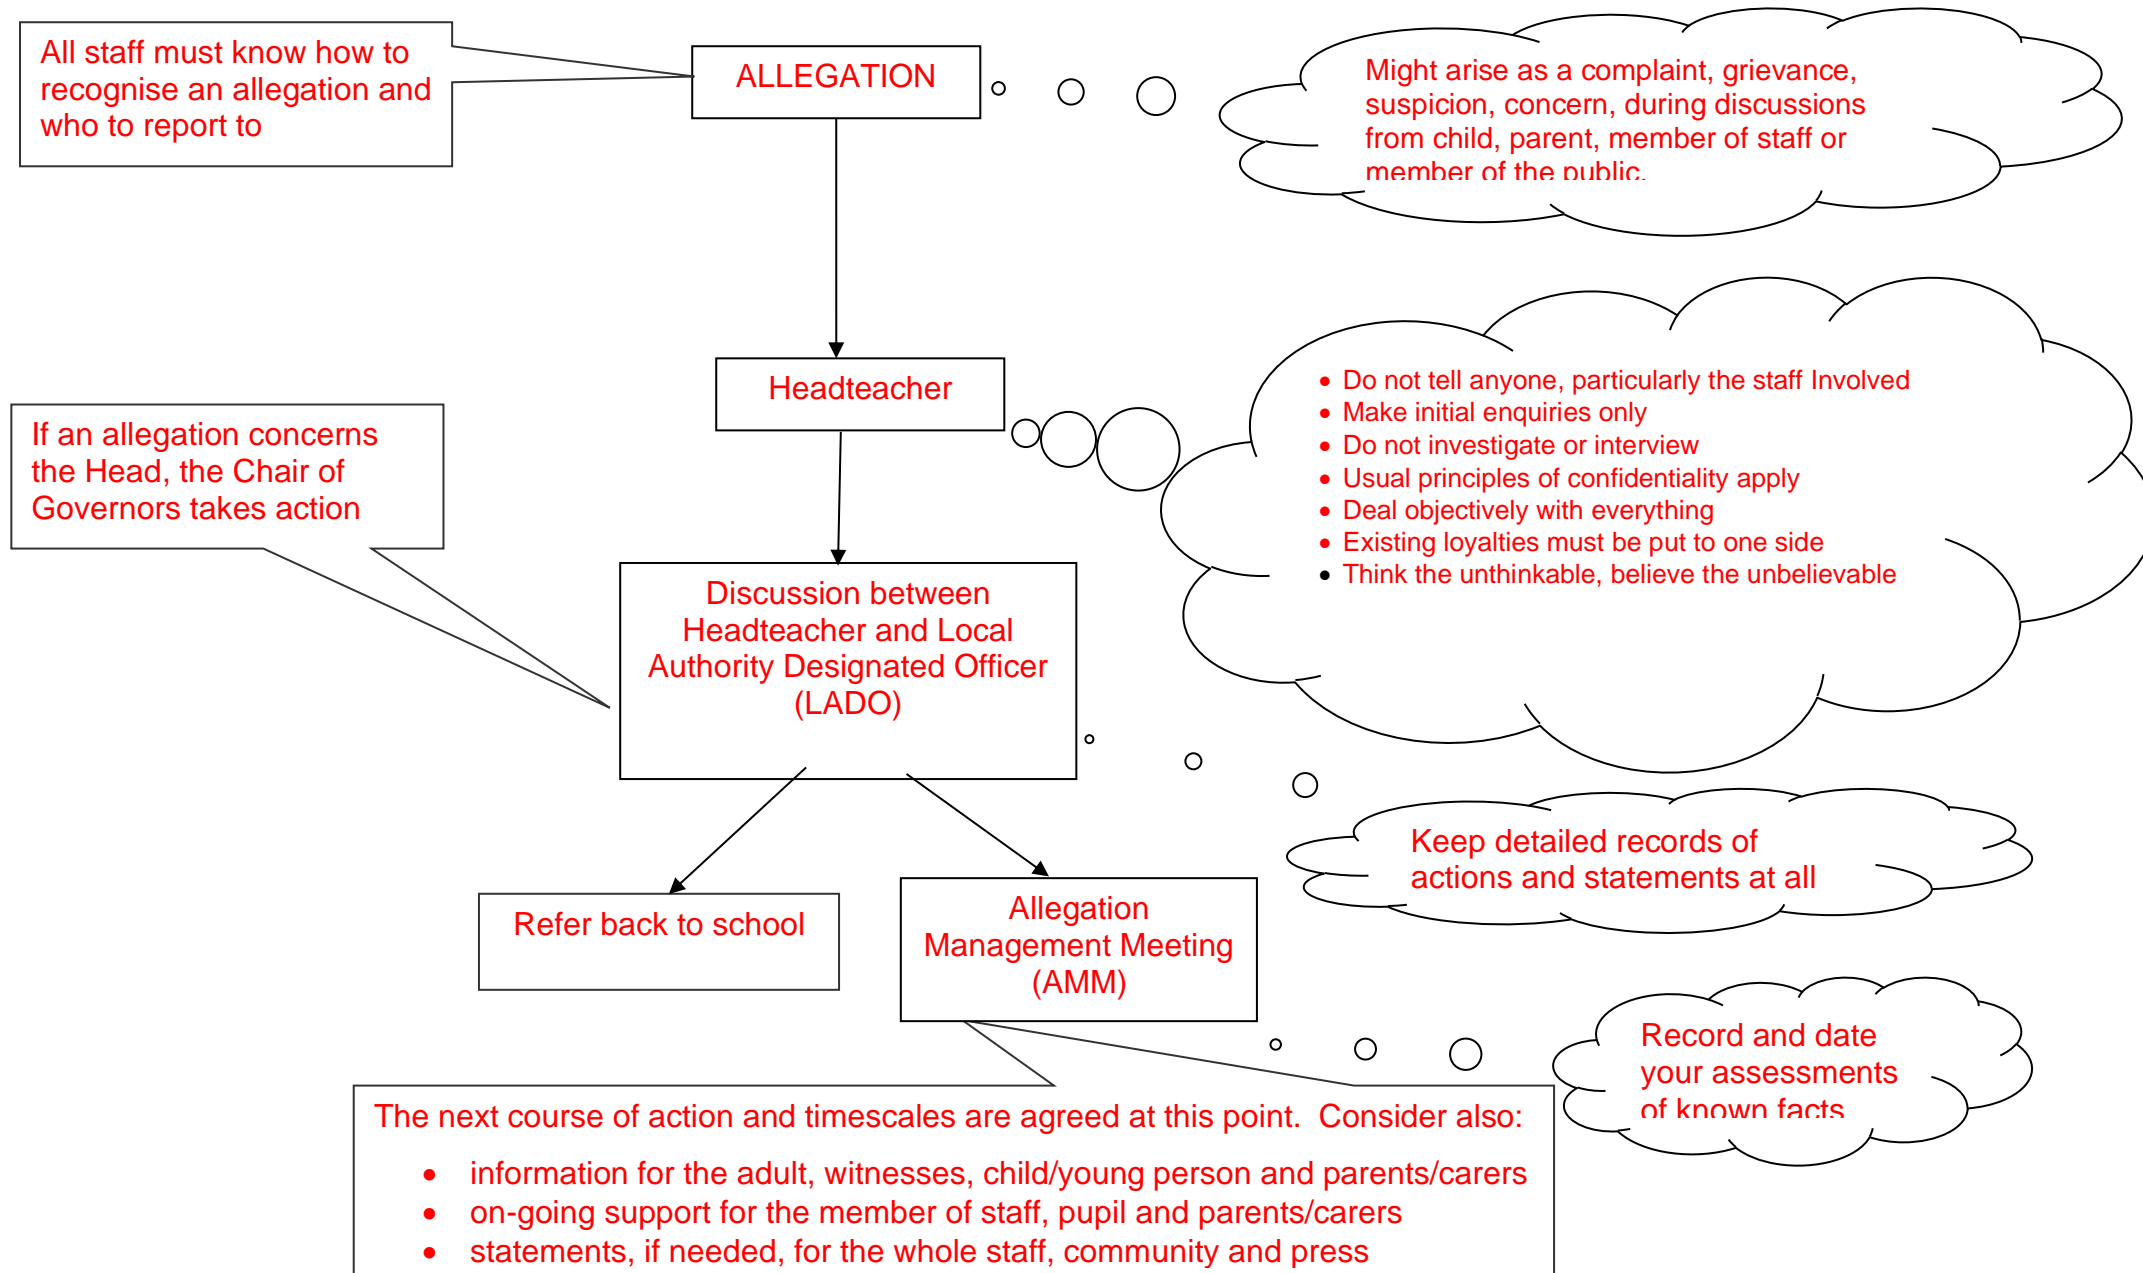 All staff must know how to
recognise an allegation and
who to report to
ALLEGATION
Might arise as a complaint, grievance,
suspicion, concern, during discussions
from child, parent, member of staff or
member of the public.
Headteacher
• Do not tell anyone, particularly the staff Involved
• Make initial enquiries only
• Do not investigate or interview
• Usual principles of confidentiality apply
• Deal objectively with everything
• Existing loyalties must be put to one side
• Think the unthinkable, believe the unbelievable
If an allegation concerns
the Head, the Chair of
Governors takes action
Discussion between
Headteacher and Local
Authority Designated Officer
(LADO)
Keep detailed records of
actions and statements at all
Refer back to school
Allegation
Management Meeting
(AMM)
Record and date
your assessments
of known facts
The next course of action and timescales are agreed at this point.  Consider also:
• information for the adult, witnesses, child/young person and parents/carers
• on-going support for the member of staff, pupil and parents/carers
• statements, if needed, for the whole staff, community and press